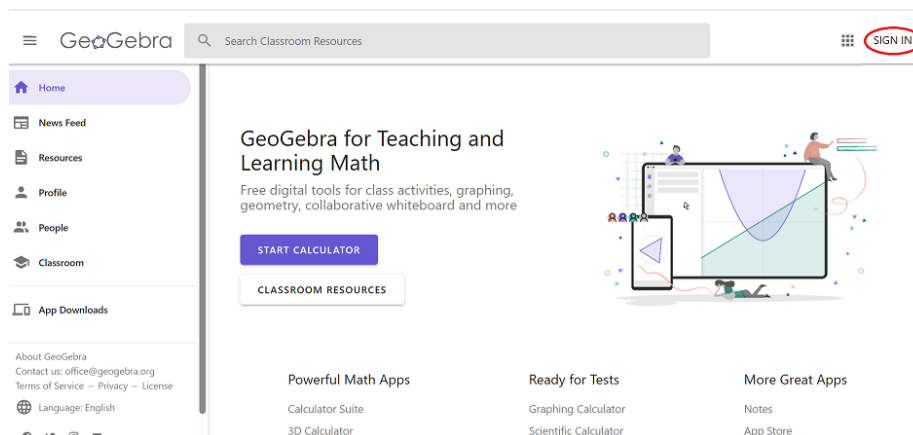 GeoGebra
Search Classroom Resources
SIGN IN
Home
News Feed
Resources
Profile
People
Classroom
App Downloads
About GeoGebra
Contact us: office@geogebra.org
Terms of Service – Privacy – License
Language: English
GeoGebra for Teaching and
Learning Math
Free digital tools for class activities, graphing,
geometry, collaborative whiteboard and more
START CALCULATOR
CLASSROOM RESOURCES
Powerful Math Apps
Calculator Suite
3D Calculator
Ready for Tests
Graphing Calculator
Scientific Calculator
More Great Apps
Notes
App Store